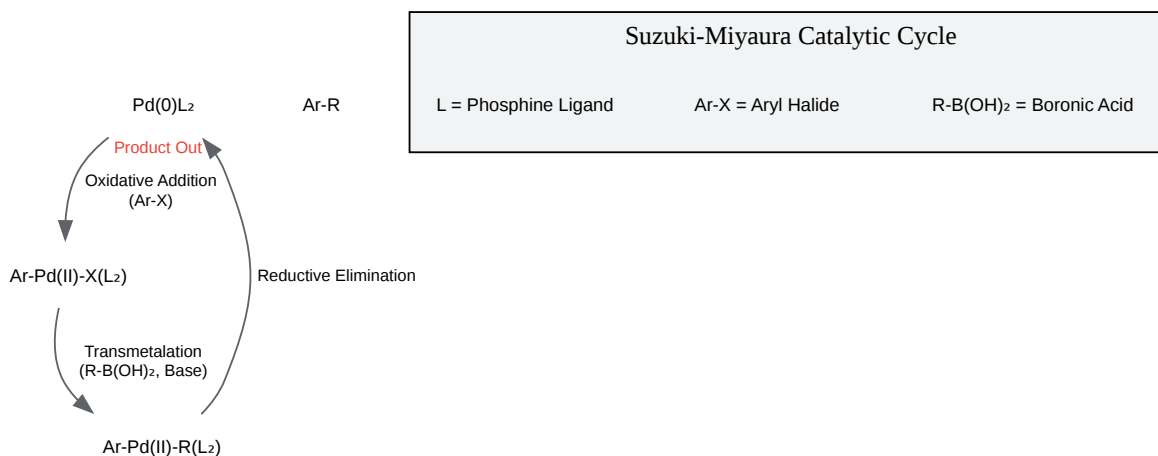 Suzuki-Miyaura Catalytic Cycle
Pd(0)L₂
Ar-R
L = Phosphine Ligand
Ar-X = Aryl Halide
R-B(OH)₂ = Boronic Acid
Product Out
Oxidative Addition
(Ar-X)
Ar-Pd(II)-X(L₂)
Reductive Elimination
Transmetalation
(R-B(OH)₂, Base)
Ar-Pd(II)-R(L₂)